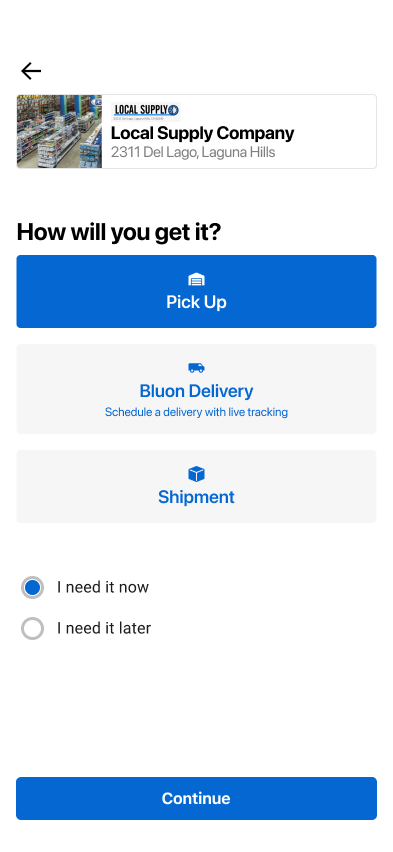 LOCAL SUPPLY
Local Supply Company
2311 Del Lago, Laguna Hills
How will you get it?
Pick Up
Bluon Delivery
Schedule a delivery with live tracking
Shipment
I need it now
I need it later
Continue